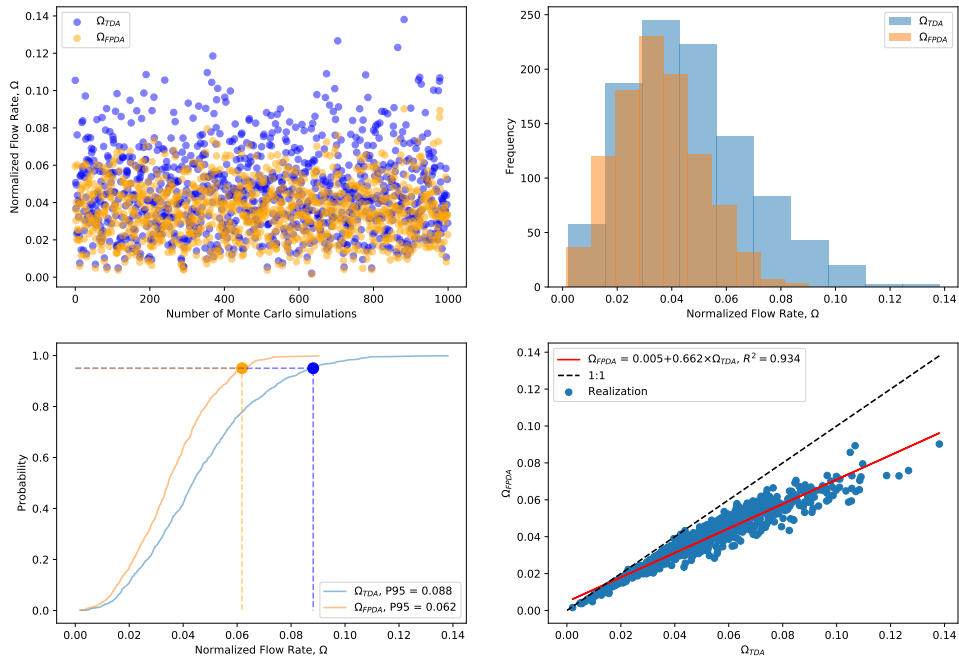 0.14
0.12
0.10
0.08
0.06
0.04
0.02
0.00
Normalized Flow Rate, Ω
Ω_TDA
Ω_FPDA
0 200 400 600 800 1000
Number of Monte Carlo simulations
250
200
150
100
50
0
Frequency
Ω_TDA
Ω_FPDA
0.00 0.02 0.04 0.06 0.08 0.10 0.12 0.14
Normalized Flow Rate, Ω
1.0
0.8
0.6
0.4
0.2
0.0
Probability
Ω_TDA, P95 = 0.088
Ω_FPDA, P95 = 0.062
0.00 0.02 0.04 0.06 0.08 0.10 0.12 0.14
Normalized Flow Rate, Ω
0.14
0.12
0.10
0.08
0.06
0.04
0.02
0.00
Ω_FPDA
Ω_FPDA = 0.005+0.662×Ω_TDA, R² = 0.934
1:1
Realization
0.00 0.02 0.04 0.06 0.08 0.10 0.12 0.14
Ω_TDA